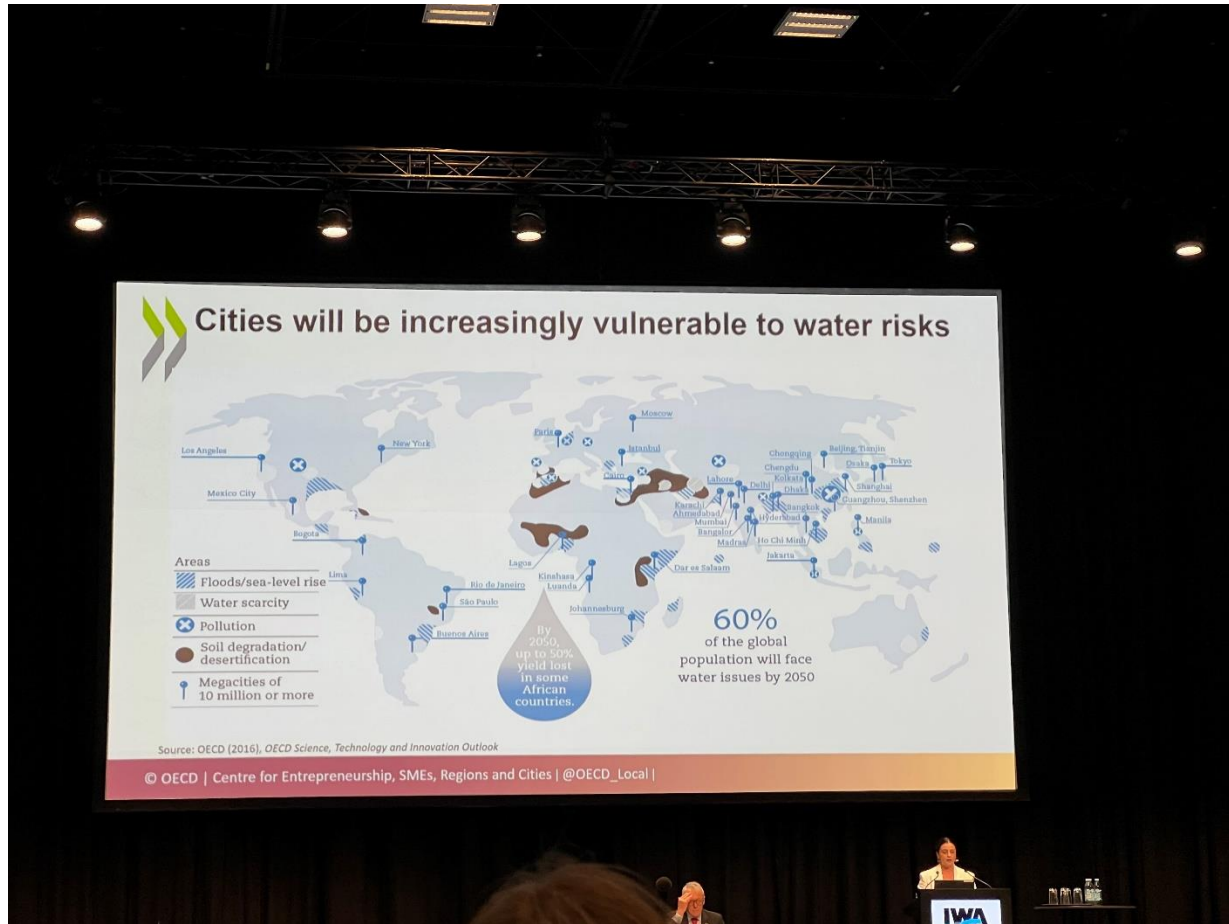 Cities will be increasingly vulnerable to water risks
Moscow
Paris
Los Angeles
New York
Istanbul
Cairo
Chongqing
Beijing, Tianjin
Chengdu
Osaka
Tokyo
Kolkata
Lahore
Delhi
Dhaka
Shanghai
Mexico City
Karachi
Guangzhou, Shenzhen
Ahmedabad
Bangkok
Mumbai
Hyderabad
Manila
Bangalor
Bogota
Madras
Ho Chi Minh
Jakarta
Lagos
Dar es Salaam
Kinshasa
Luanda
Lima
Rio de Janeiro
São Paulo
Johannesburg
Buenos Aires
Areas
Floods/sea-level rise
Water scarcity
Pollution
Soil degradation/
desertification
Megacities of
10 million or more
By
2050,
up to 50%
yield lost
in some
African
countries.
60%
of the global
population will face
water issues by 2050
Source: OECD (2016), OECD Science, Technology and Innovation Outlook
© OECD | Centre for Entrepreneurship, SMEs, Regions and Cities | @OECD_Local |
IWA